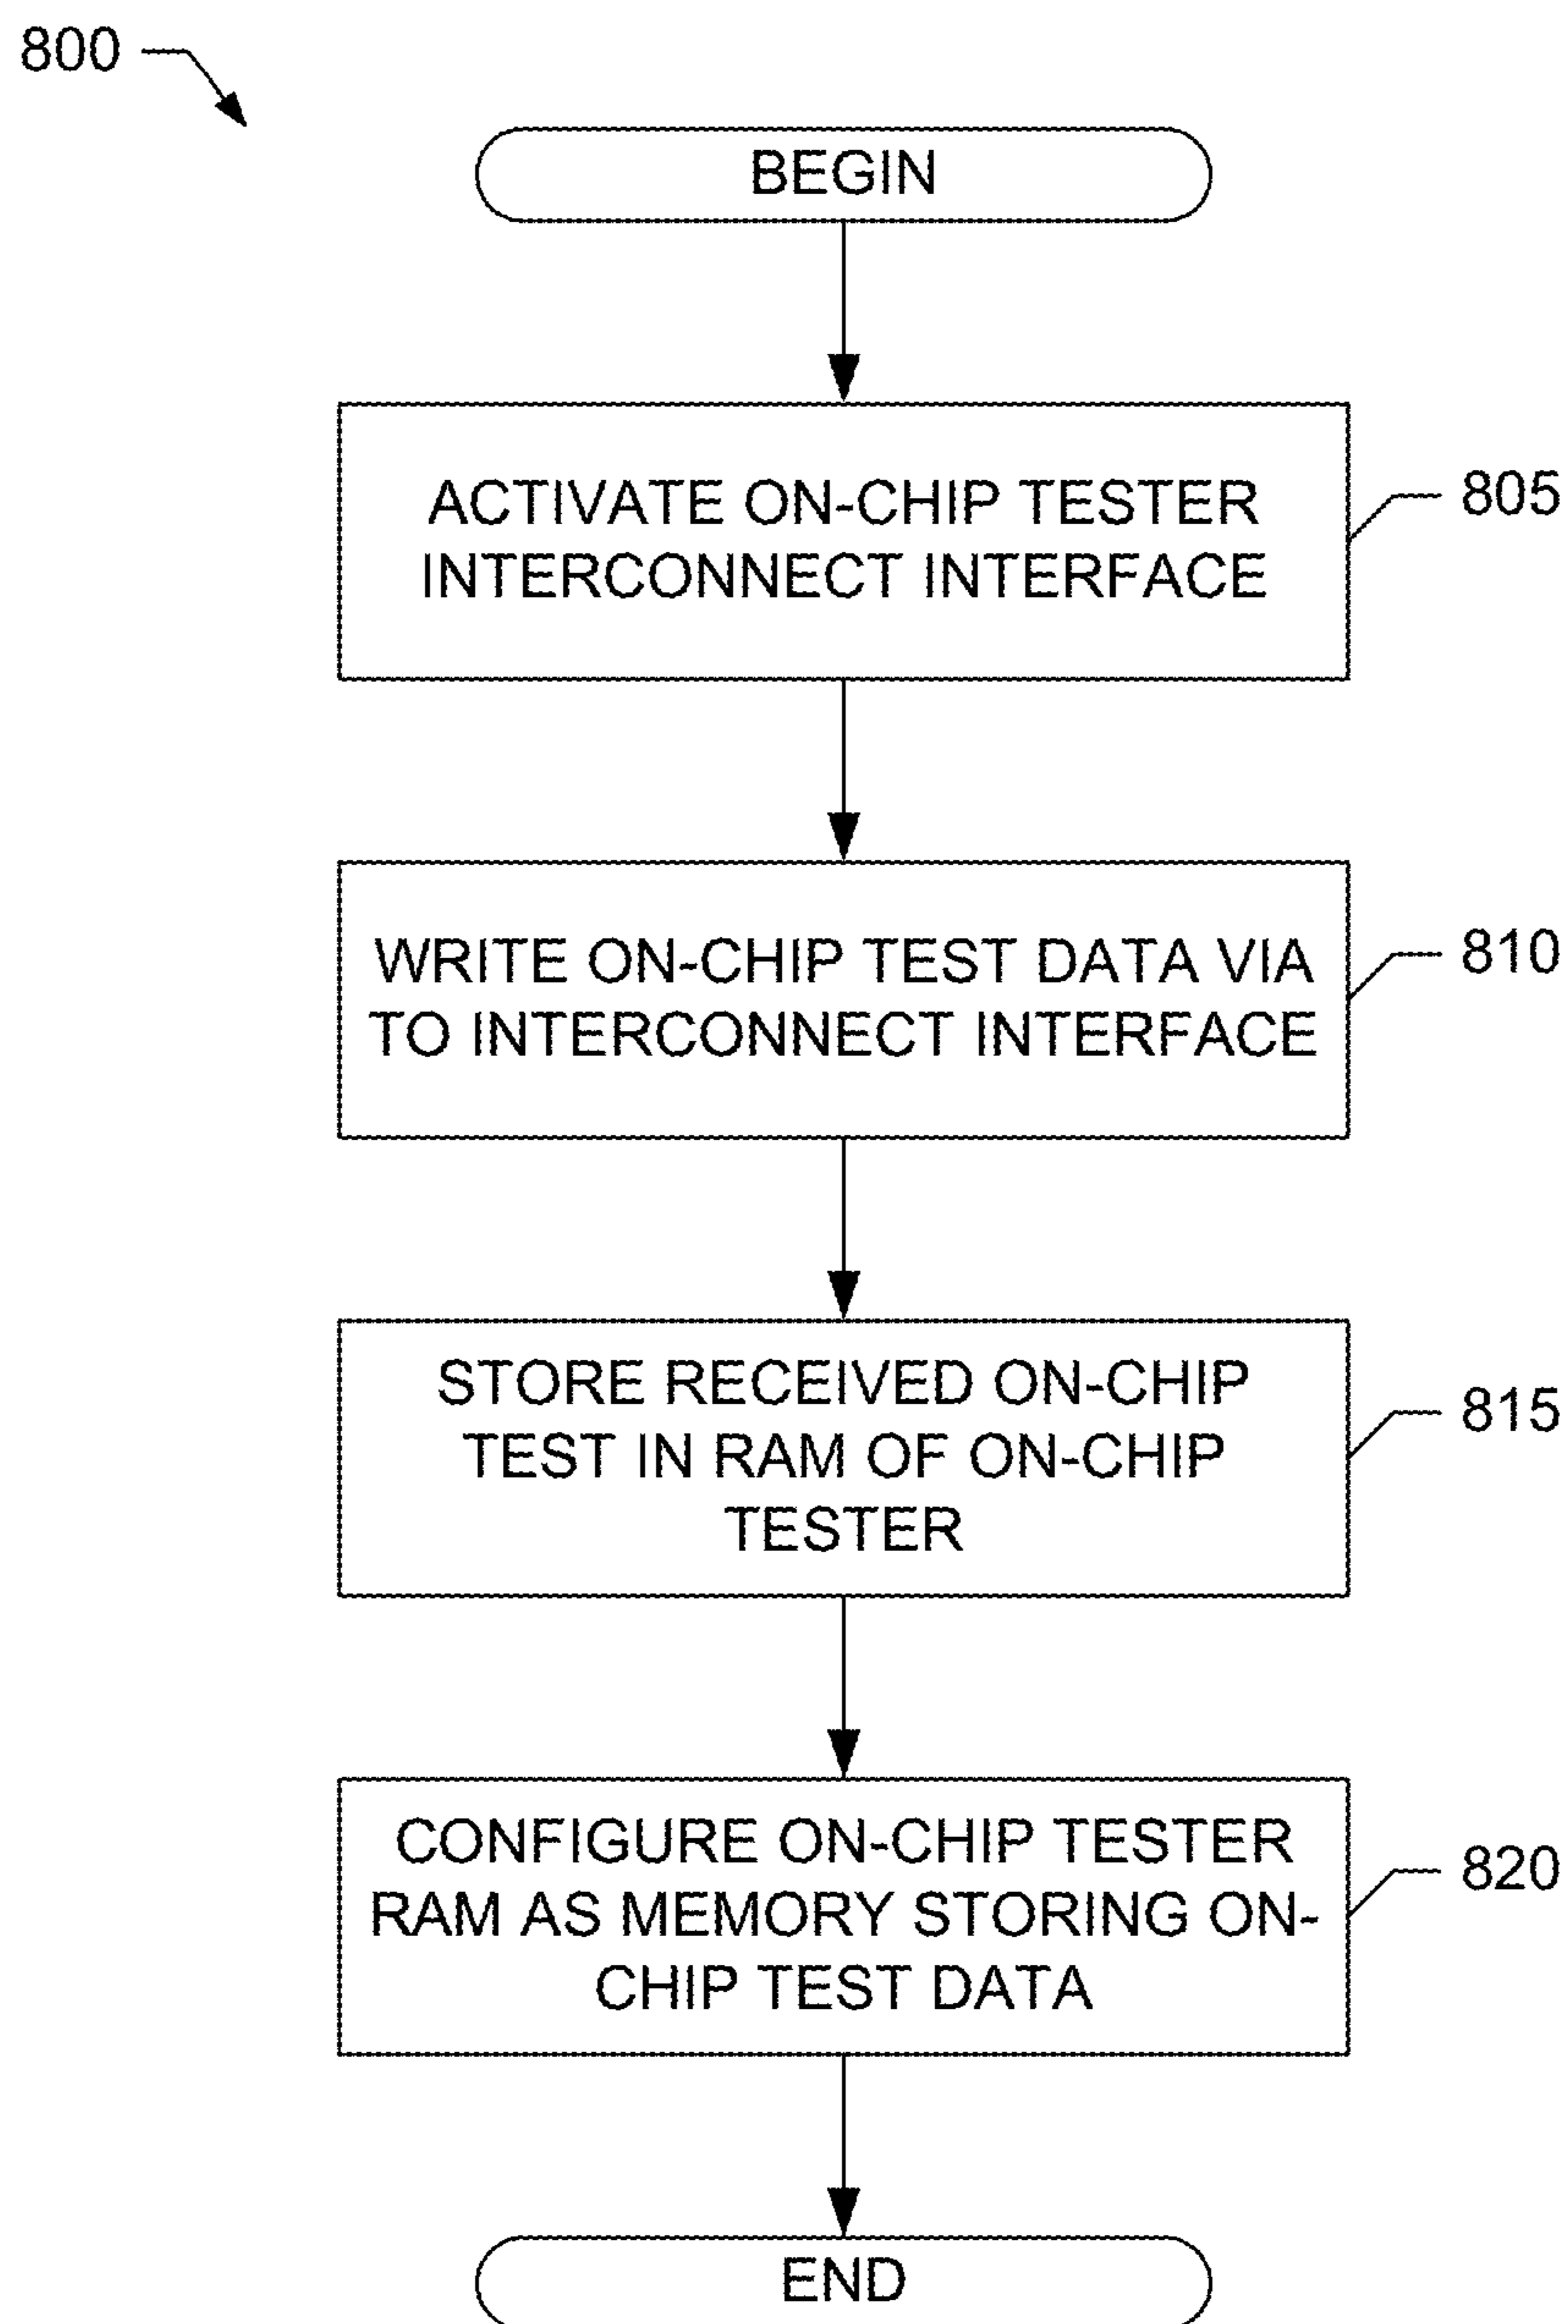 800
BEGIN
ACTIVATE ON-CHIP TESTER
INTERCONNECT INTERFACE
805
WRITE ON-CHIP TEST DATA VIA
TO INTERCONNECT INTERFACE
810
STORE RECEIVED ON-CHIP
TEST IN RAM OF ON-CHIP
TESTER
815
CONFIGURE ON-CHIP TESTER
RAM AS MEMORY STORING ON-
CHIP TEST DATA
820
END